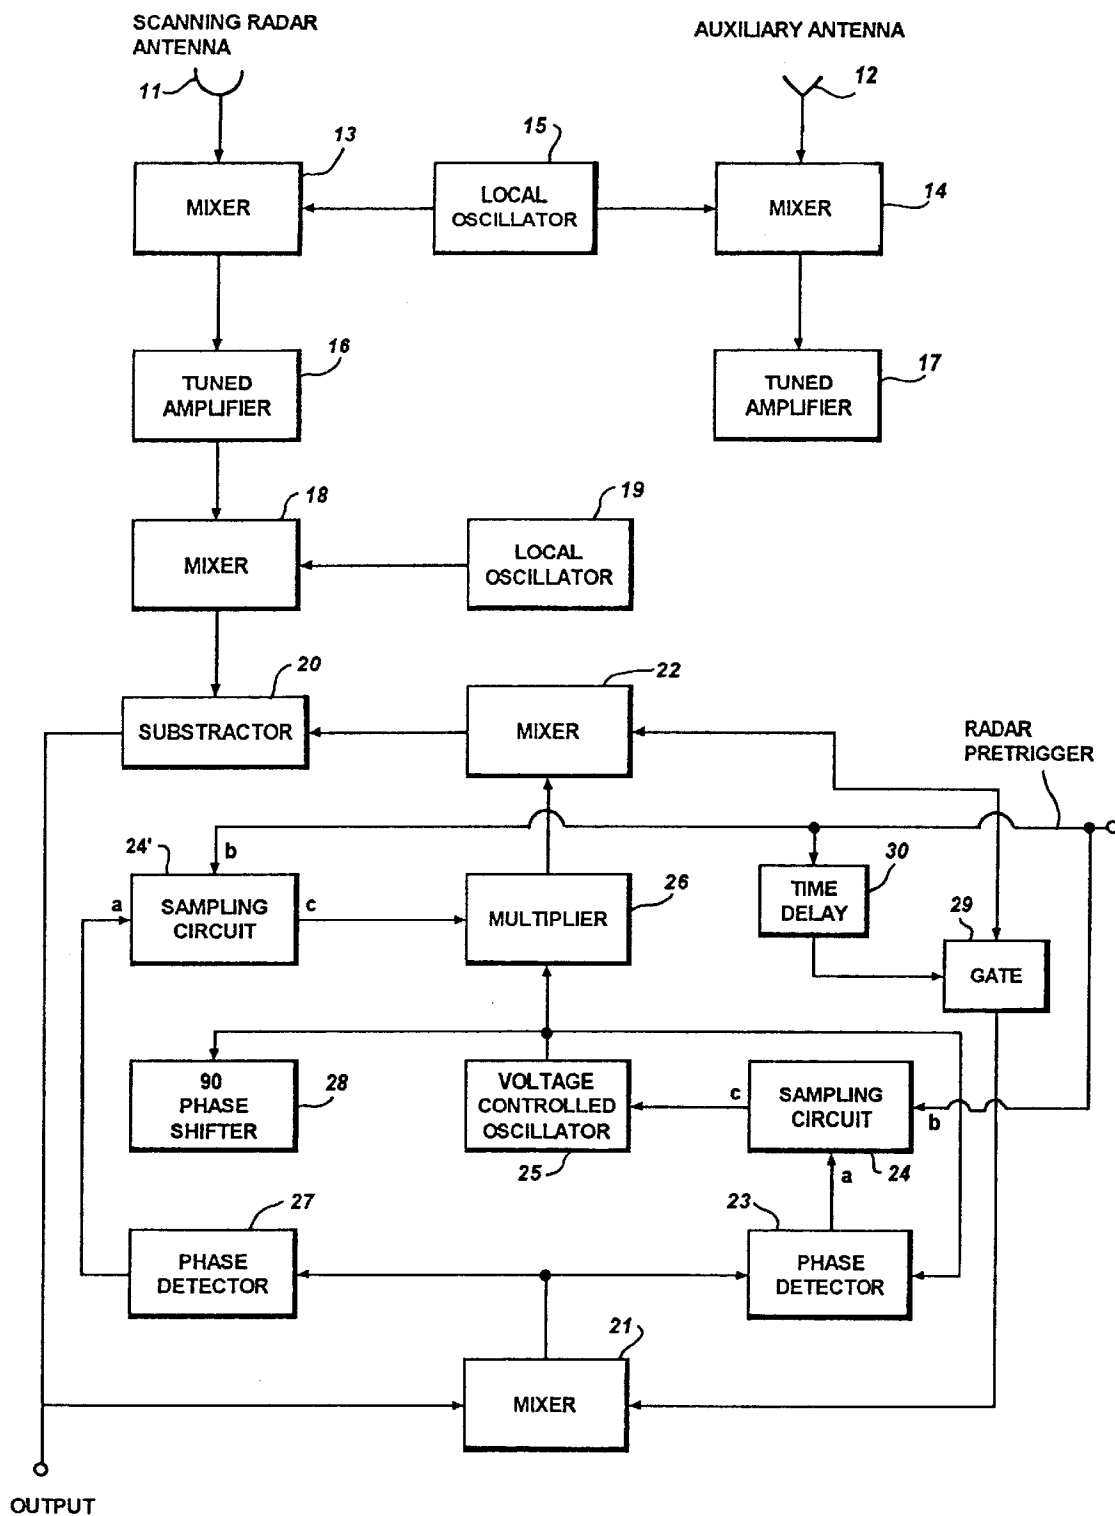 SCANNING RADAR
ANTENNA
AUXILIARY ANTENNA
11
12
13
15
14
MIXER
LOCAL
OSCILLATOR
MIXER
16
17
TUNED
AMPLIFIER
TUNED
AMPLIFIER
18
19
MIXER
LOCAL
OSCILLATOR
20
22
SUBSTRACTOR
MIXER
RADAR
PRETRIGGER
24'
b
30
26
29
a
SAMPLING
CIRCUIT
c
MULTIPLIER
TIME
DELAY
GATE
90
PHASE
SHIFTER
28
VOLTAGE
CONTROLLED
OSCILLATOR
c
SAMPLING
CIRCUIT
b
25
a
24
27
23
PHASE
DETECTOR
PHASE
DETECTOR
21
MIXER
OUTPUT